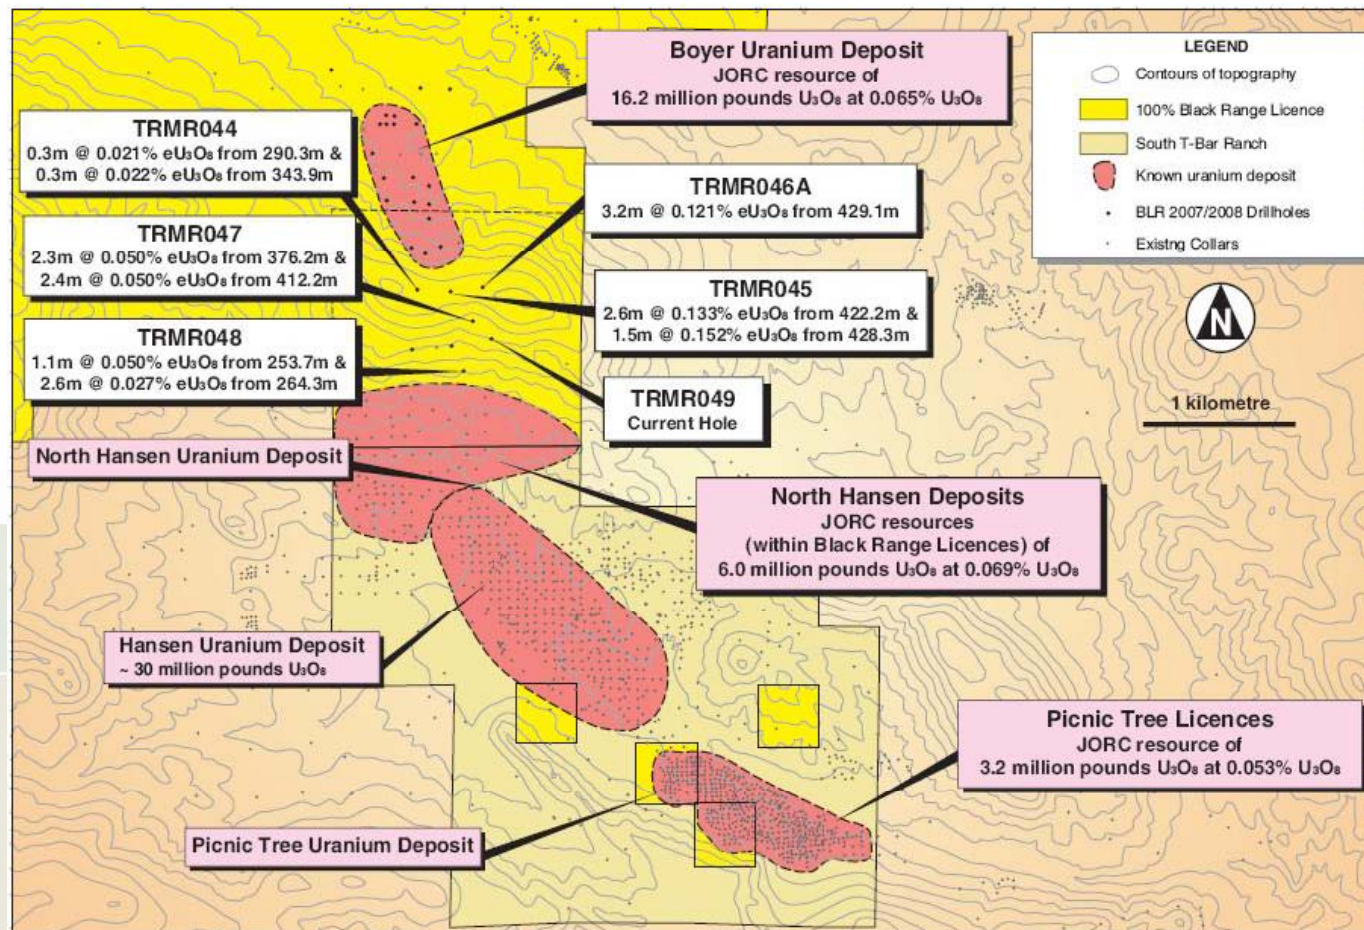 Boyer Uranium Deposit
JORC resource of
16.2 million pounds U₃O₈ at 0.065% U₃O₈
LEGEND
Contours of topography
100% Black Range Licence
South T-Bar Ranch
Known uranium deposit
BLR 2007/2008 Drillholes
Existng Collars
TRMR044
0.3m @ 0.021% eU₃O₈ from 290.3m &
0.3m @ 0.022% eU₃O₈ from 343.9m
TRMR046A
3.2m @ 0.121% eU₃O₈ from 429.1m
TRMR047
2.3m @ 0.050% eU₃O₈ from 376.2m &
2.4m @ 0.050% eU₃O₈ from 412.2m
TRMR045
2.6m @ 0.133% eU₃O₈ from 422.2m &
1.5m @ 0.152% eU₃O₈ from 428.3m
N
TRMR048
1.1m @ 0.050% eU₃O₈ from 253.7m &
2.6m @ 0.027% eU₃O₈ from 264.3m
TRMR049
Current Hole
1 kilometre
North Hansen Uranium Deposit
North Hansen Deposits
JORC resources
(within Black Range Licences) of
6.0 million pounds U₃O₈ at 0.069% U₃O₈
Hansen Uranium Deposit
~ 30 million pounds U₃O₈
Picnic Tree Licences
JORC resource of
3.2 million pounds U₃O₈ at 0.053% U₃O₈
Picnic Tree Uranium Deposit